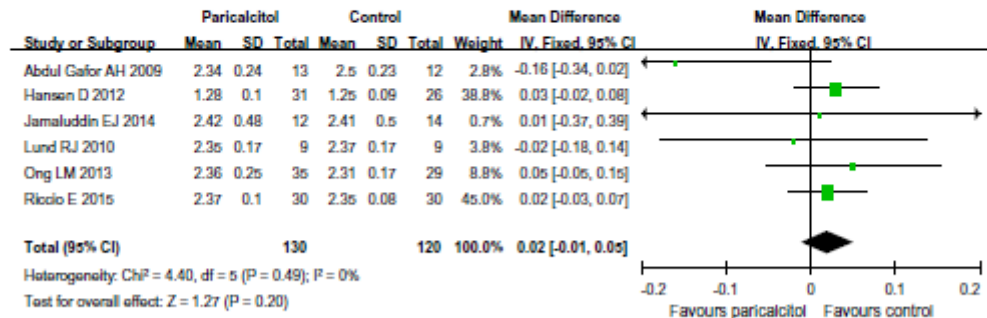 Paricalcitol Control Mean Difference Mean Difference
Study or Subgroup Mean SD Total Mean SD Total Weight IV, Fixed, 95% CI IV, Fixed, 95% CI
Abdul Gafor AH 2009 2.34 0.24 13 2.5 0.23 12 2.8% -0.16 [-0.34, 0.02]
Hansen D 2012 1.28 0.1 31 1.25 0.09 26 38.8% 0.03 [-0.02, 0.08]
Jamaluddin EJ 2014 2.42 0.48 12 2.41 0.5 14 0.7% 0.01 [-0.37, 0.39]
Lund RJ 2010 2.35 0.17 9 2.37 0.17 9 3.8% -0.02 [-0.18, 0.14]
Ong LM 2013 2.36 0.25 35 2.31 0.17 29 8.8% 0.05 [-0.05, 0.15]
Riccio E 2015 2.37 0.1 30 2.35 0.08 30 45.0% 0.02 [-0.03, 0.07]
Total (95% CI) 130 120 100.0% 0.02 [-0.01, 0.05]
Heterogeneity: Chi² = 4.40, df = 5 (P = 0.49); I² = 0%
Test for overall effect: Z = 1.27 (P = 0.20)
-0.2 -0.1 0 0.1 0.2
Favours paricalcitol Favours control